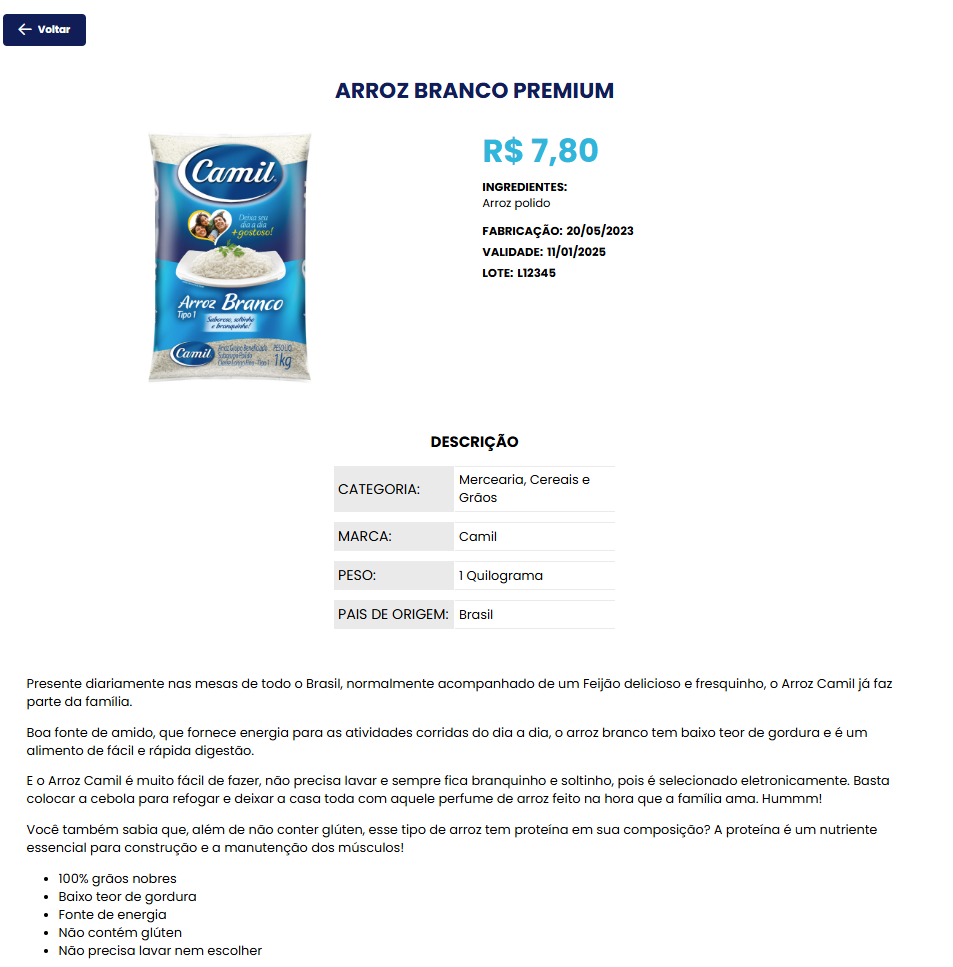 Voltar
ARROZ BRANCO PREMIUM
Camil
Deixa seu
dia a dia
+gostoso!
Arroz Branco
Tipo 1
Saboroso, soltinho
e branquinho!
Camil
1kg
R$ 7,80
INGREDIENTES:
Arroz polido
FABRICAÇÃO: 20/05/2023
VALIDADE: 11/01/2025
LOTE: L12345
DESCRIÇÃO
CATEGORIA: Mercearia, Cereais e
Grãos
MARCA: Camil
PESO: 1 Quilograma
PAIS DE ORIGEM: Brasil
Presente diariamente nas mesas de todo o Brasil, normalmente acompanhado de um Feijão delicioso e fresquinho, o Arroz Camil já faz
parte da família.
Boa fonte de amido, que fornece energia para as atividades corridas do dia a dia, o arroz branco tem baixo teor de gordura e é um
alimento de fácil e rápida digestão.
E o Arroz Camil é muito fácil de fazer, não precisa lavar e sempre fica branquinho e soltinho, pois é selecionado eletronicamente. Basta
colocar a cebola para refogar e deixar a casa toda com aquele perfume de arroz feito na hora que a família ama. Hummm!
Você também sabia que, além de não conter glúten, esse tipo de arroz tem proteína em sua composição? A proteína é um nutriente
essencial para construção e a manutenção dos músculos!
• 100% grãos nobres
• Baixo teor de gordura
• Fonte de energia
• Não contém glúten
• Não precisa lavar nem escolher